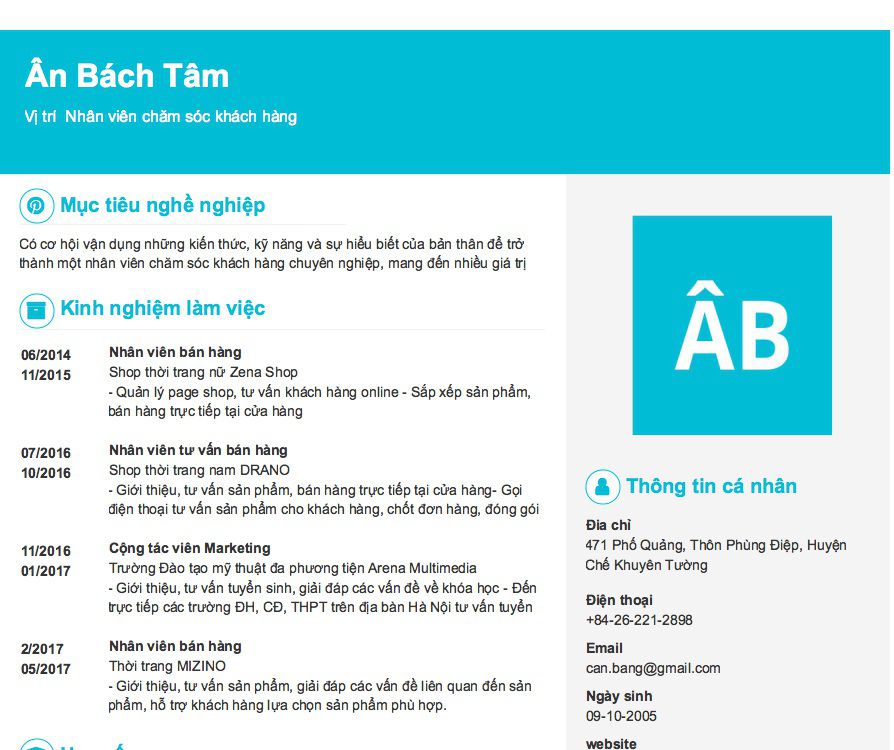 Ân Bách Tâm
Vị trí Nhân viên chăm sóc khách hàng
Mục tiêu nghề nghiệp
Có cơ hội vận dụng những kiến thức, kỹ năng và sự hiểu biết của bản thân để trở
thành một nhân viên chăm sóc khách hàng chuyên nghiệp, mang đến nhiều giá trị
Kinh nghiệm làm việc
06/2014
11/2015
Nhân viên bán hàng
Shop thời trang nữ Zena Shop
- Quản lý page shop, tư vấn khách hàng online - Sắp xếp sản phẩm,
bán hàng trực tiếp tại cửa hàng
07/2016
10/2016
Nhân viên tư vấn bán hàng
Shop thời trang nam DRANO
- Giới thiệu, tư vấn sản phẩm, bán hàng trực tiếp tại cửa hàng- Gọi
điện thoại tư vấn sản phẩm cho khách hàng, chốt đơn hàng, đóng gói
11/2016
01/2017
Cộng tác viên Marketing
Trường Đào tạo mỹ thuật đa phương tiện Arena Multimedia
- Giới thiệu, tư vấn tuyển sinh, giải đáp các vấn đề về khóa học - Đến
trực tiếp các trường ĐH, CĐ, THPT trên địa bàn Hà Nội tư vấn tuyển
2/2017
05/2017
Nhân viên bán hàng
Thời trang MIZINO
- Giới thiệu, tư vấn sản phẩm, giải đáp các vấn đề liên quan đến sản
phẩm, hỗ trợ khách hàng lựa chọn sản phẩm phù hợp.
ÂB
Thông tin cá nhân
Địa chỉ
471 Phố Quảng, Thôn Phùng Điệp, Huyện
Chế Khuyên Tường
Điện thoại
+84-26-221-2898
Email
can.bang@gmail.com
Ngày sinh
09-10-2005
website